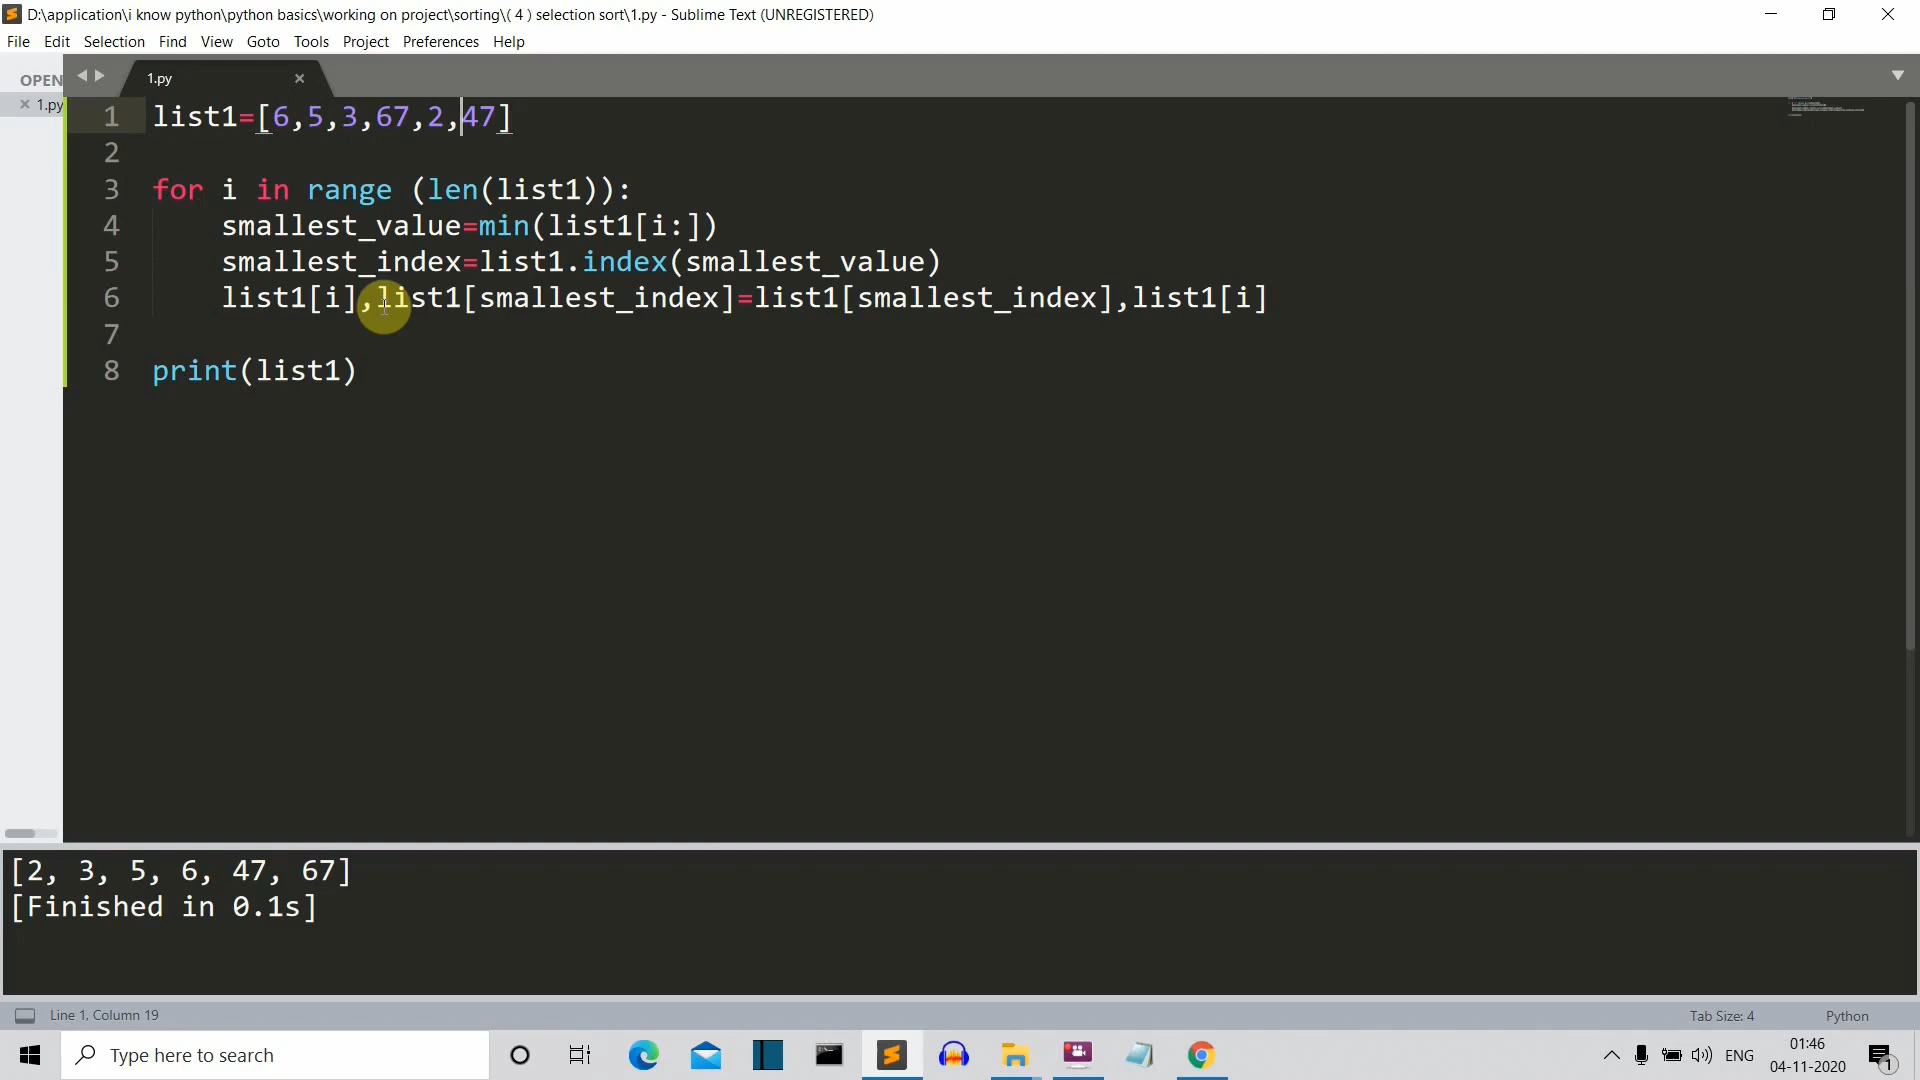 D:\application\i know python\python basics\working on project\sorting\( 4 ) selection sort\1.py - Sublime Text (UNREGISTERED)
File Edit Selection Find View Goto Tools Project Preferences Help
OPEN
1.py
1.py
1 list1=[6,5,3,67,2,47]
2
3 for i in range (len(list1)):
4 smallest_value=min(list1[i:])
5 smallest_index=list1.index(smallest_value)
6 list1[i],list1[smallest_index]=list1[smallest_index],list1[i]
7
8 print(list1)
[2, 3, 5, 6, 47, 67]
[Finished in 0.1s]
Line 1, Column 19 Tab Size: 4 Python
Type here to search ENG 01:46
04-11-2020 1